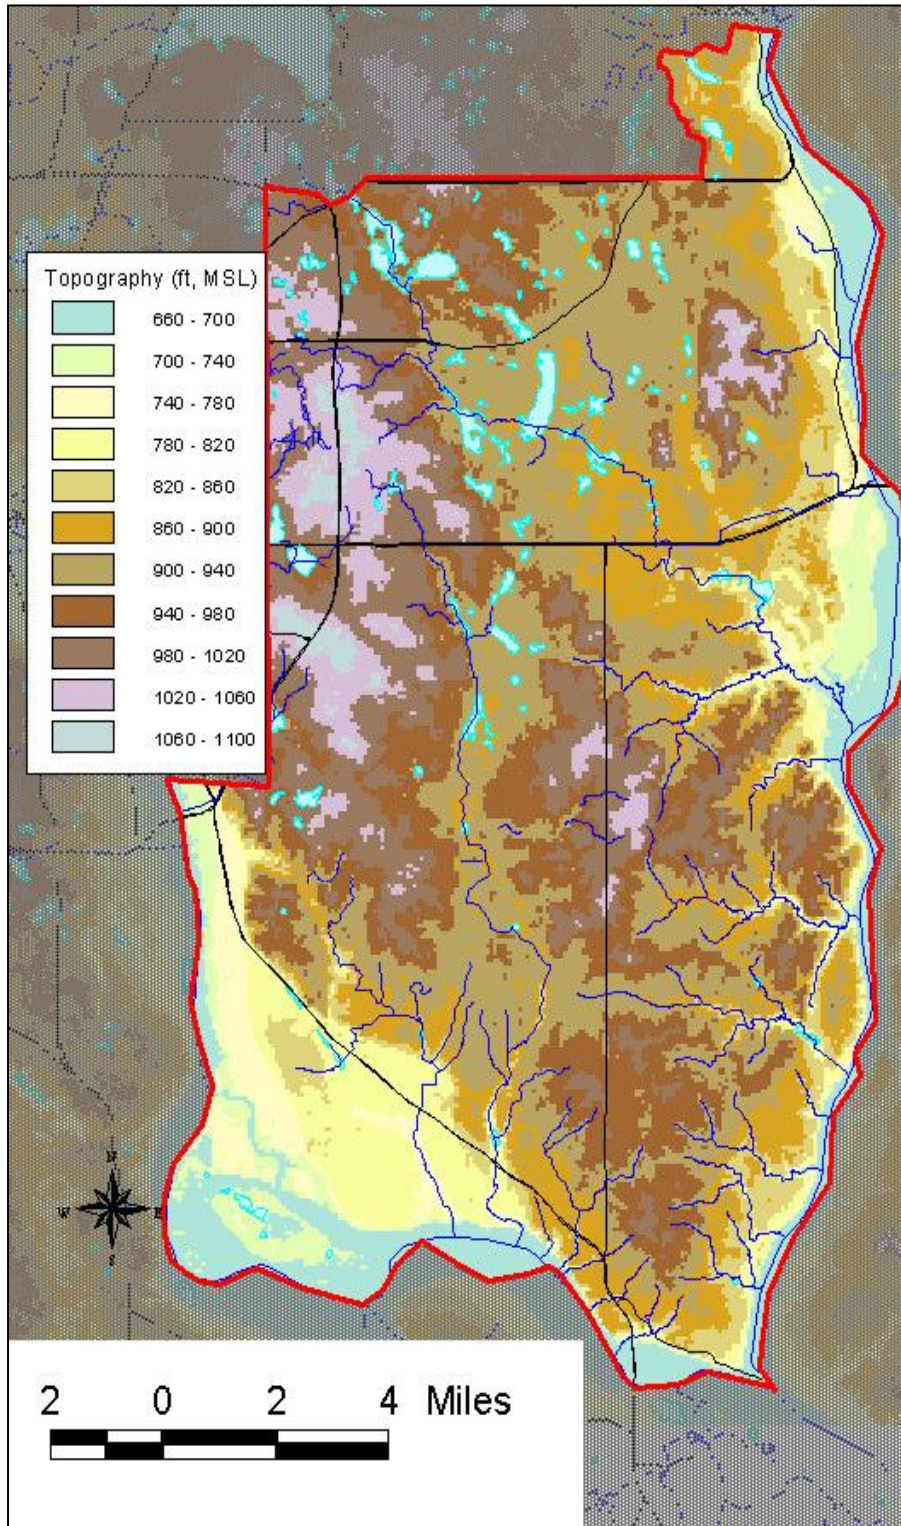 Topography (ft, MSL)
660 - 700
700 - 740
740 - 780
780 - 820
820 - 860
860 - 900
900 - 940
940 - 980
980 - 1020
1020 - 1060
1060 - 1100
N
W E
S
2 0 2 4 Miles